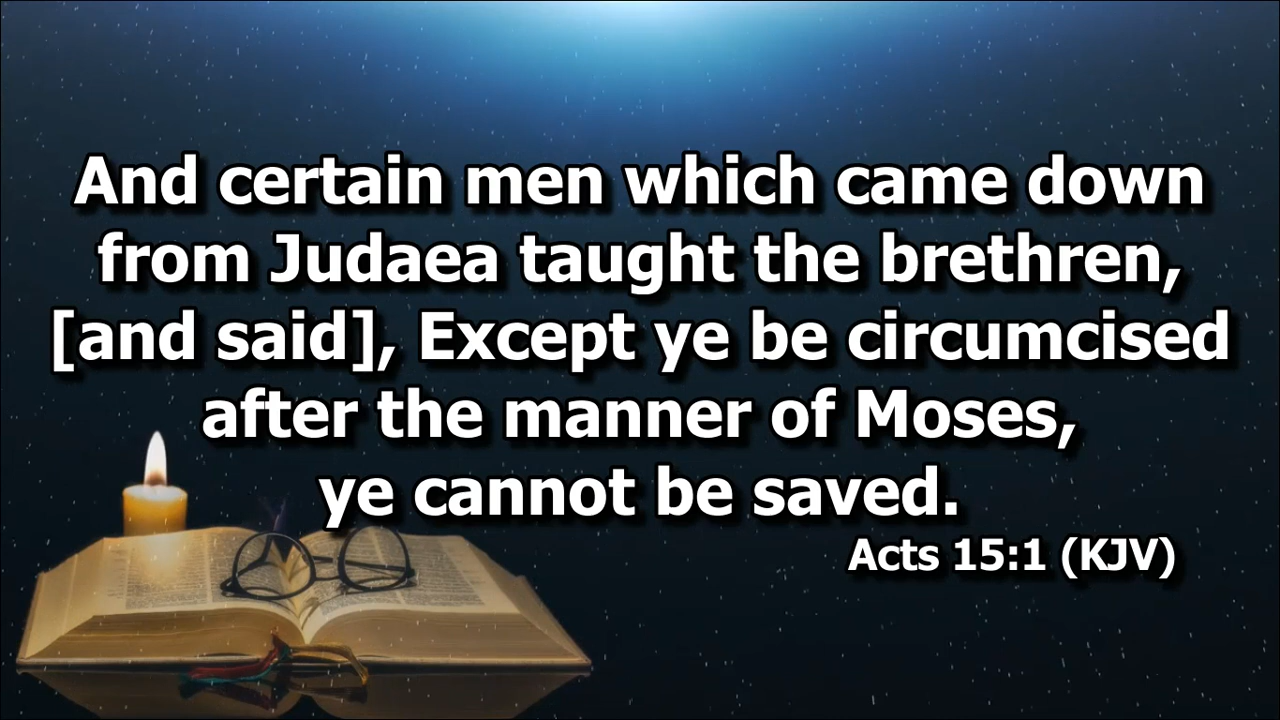 And certain men which came down
from Judaea taught the brethren,
[and said], Except ye be circumcised
after the manner of Moses,
ye cannot be saved.
Acts 15:1 (KJV)